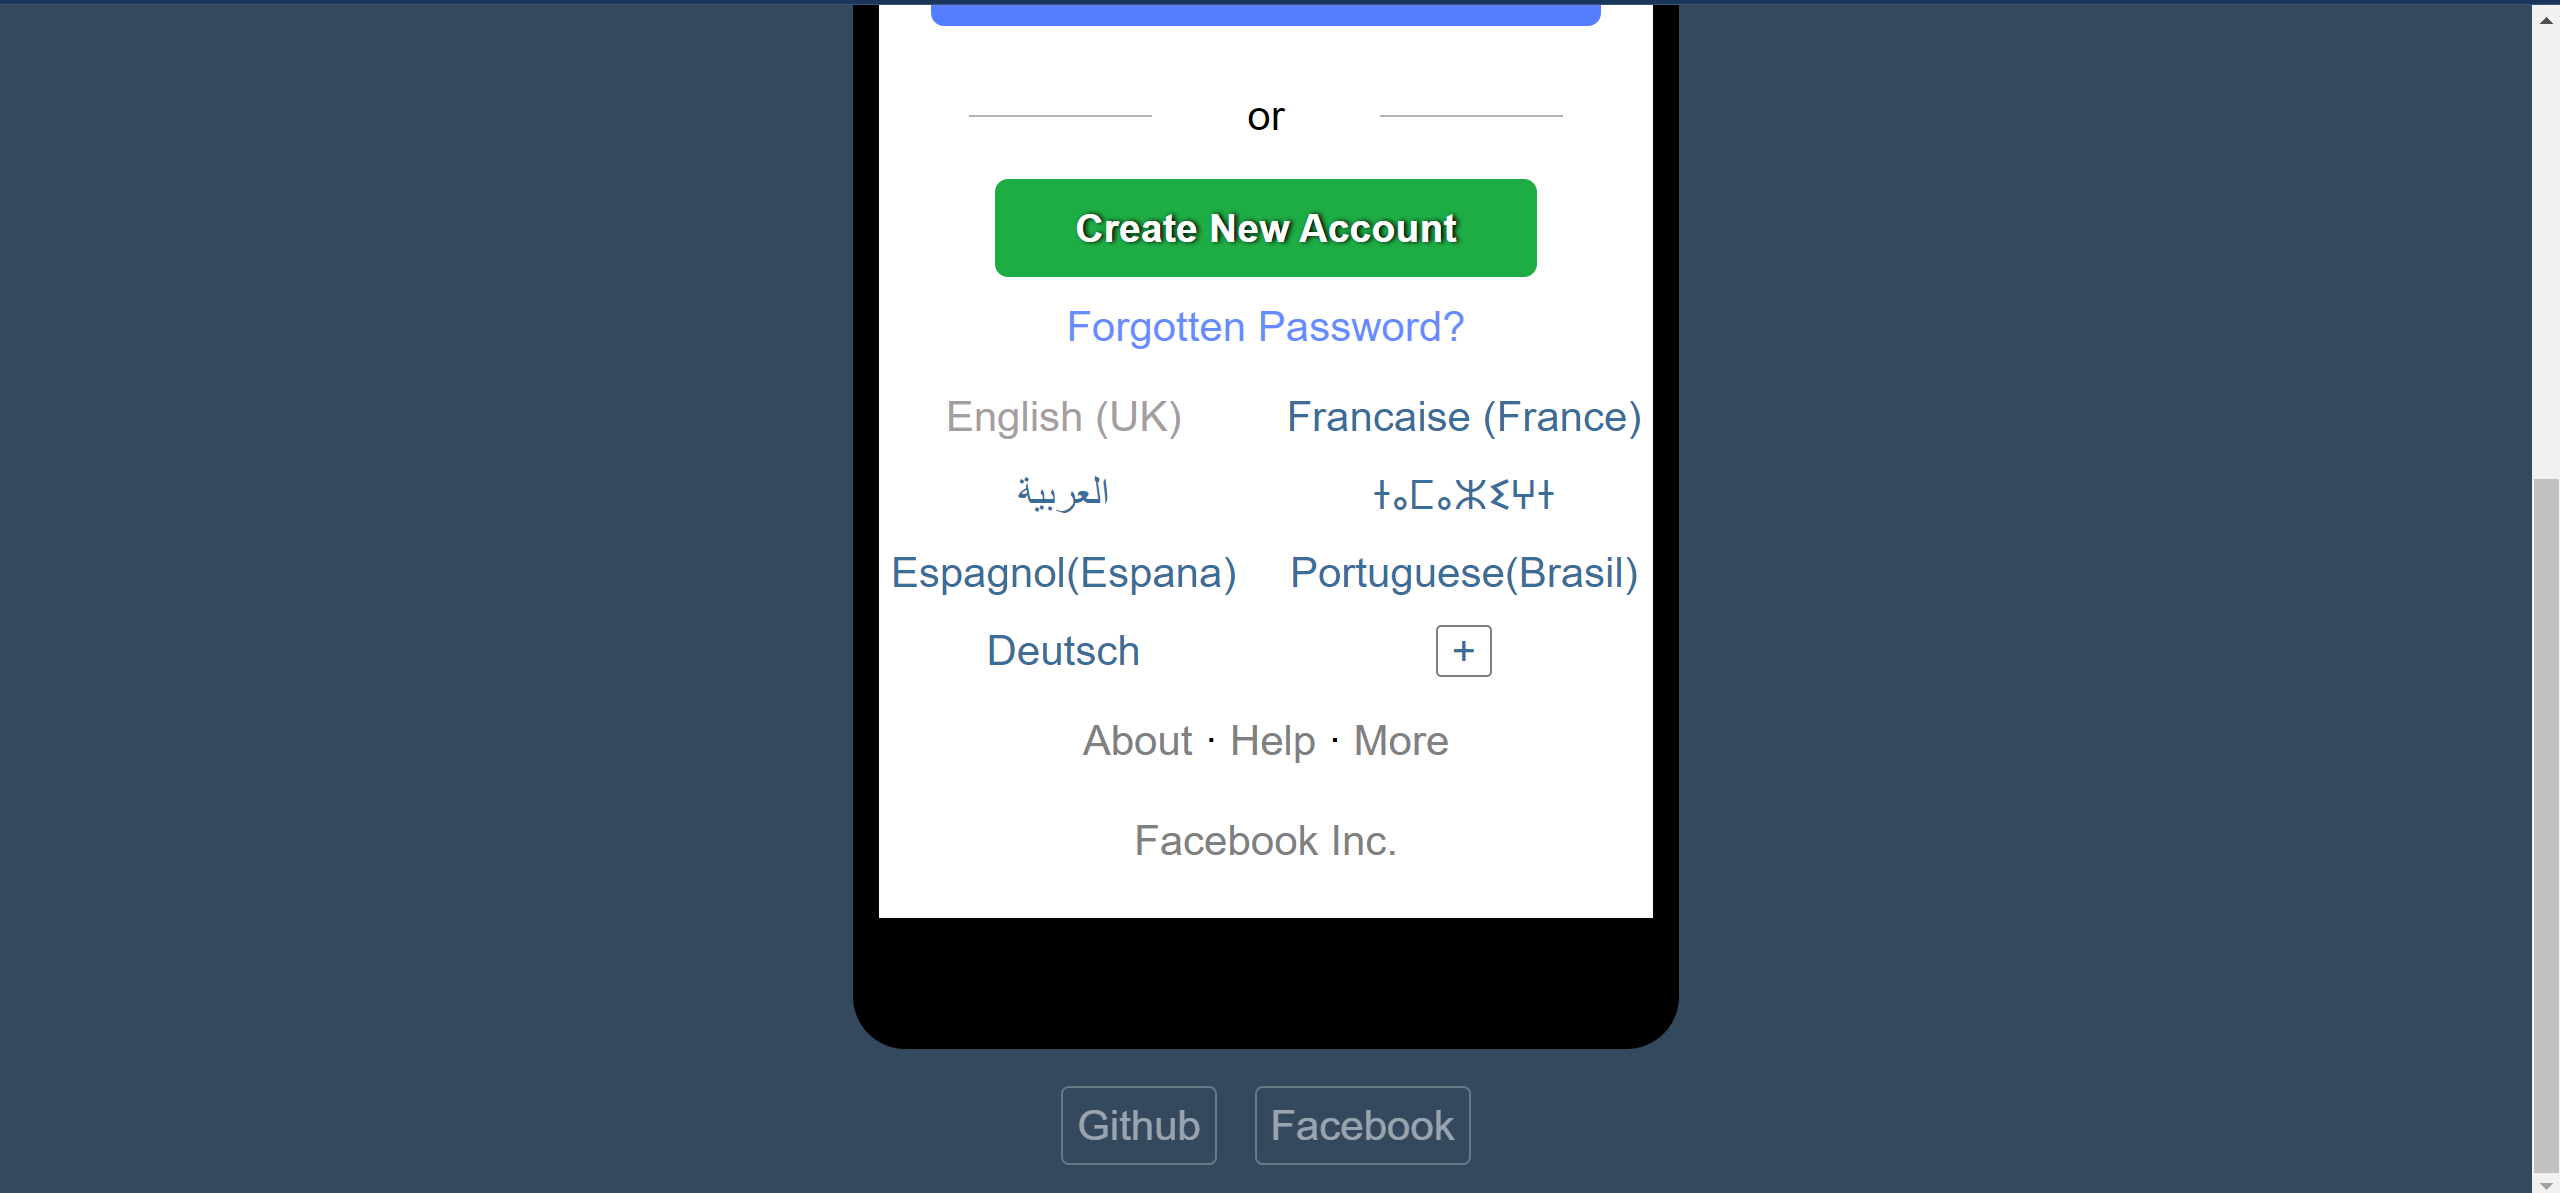 or
Create New Account
Forgotten Password?
English (UK) Francaise (France)
العربية ⵜⴰⵎⴰⵣⵉⵖⵜ
Espagnol(Espana) Portuguese(Brasil)
Deutsch +
About · Help · More
Facebook Inc.
Github Facebook